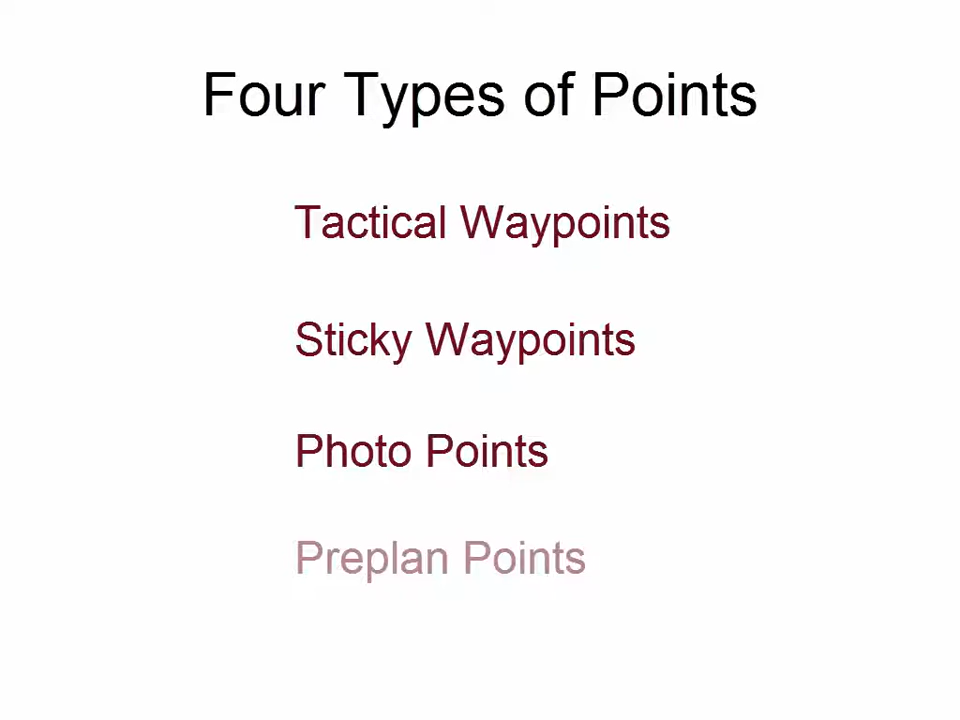 Four Types of Points
Tactical Waypoints
Sticky Waypoints
Photo Points
Preplan Points